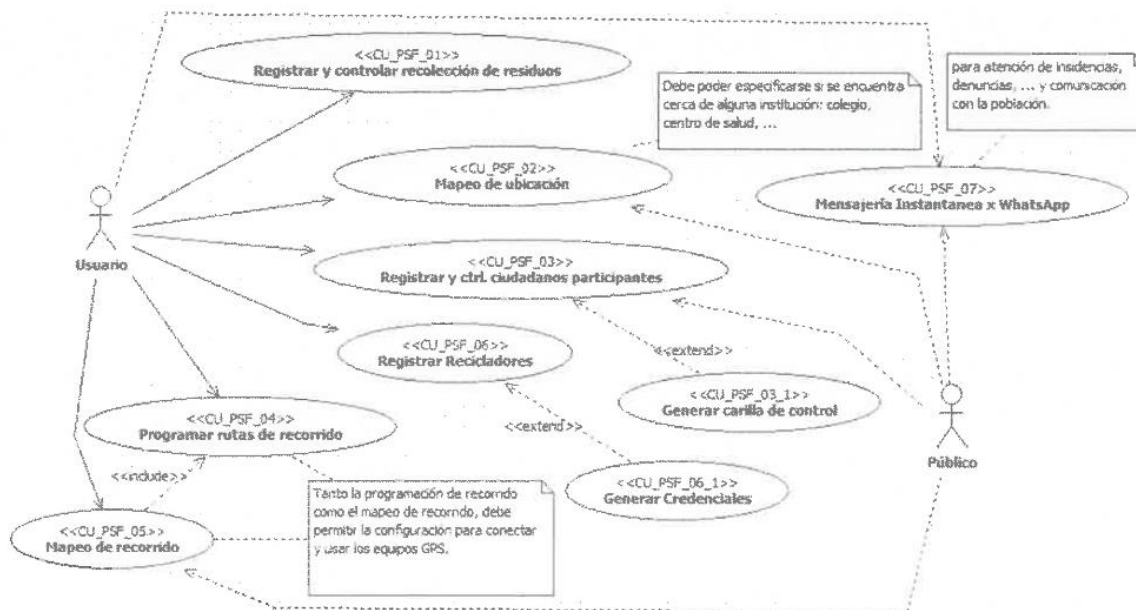 <<CU_PSF_01>>
Registrar y controlar recolección de residuos
Debe poder especificarse si se encuentra
cerca de alguna institución: colegio,
centro de salud, ...
para atención de insidencias,
denuncias, ... y comunicación
con la población.
<<CU_PSF_02>>
Mapeo de ubicación
<<CU_PSF_07>>
Mensajería Instantanea x WhatsApp
Usuario
<<CU_PSF_03>>
Registrar y ctrl. ciudadanos participantes
<<CU_PSF_06>>
Registrar Recicladores
<<extend>>
<<CU_PSF_03_1>>
Generar carilla de control
<<CU_PSF_04>>
Programar rutas de recorrido
<<extend>>
Público
<<include>>
<<CU_PSF_06_1>>
Generar Credenciales
Tanto la programación de recorrido
como el mapeo de recorrido, debe
permitir la configuración para conectar
y usar los equipos GPS.
<<CU_PSF_05>>
Mapeo de recorrido